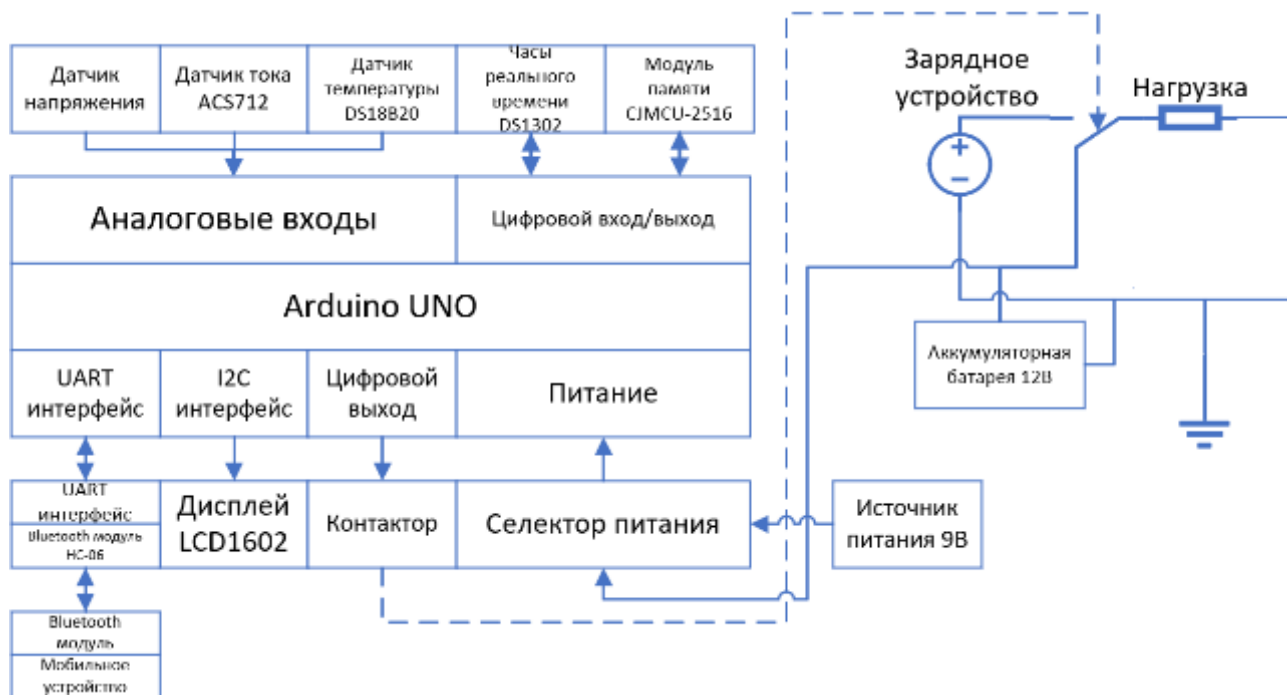 Датчик
напряжения
Датчик тока
ACS712
Датчик
температуры
DS18B20
Часы
реального
времени
DS1302
Модуль
памяти
CJMCU-2516
Зарядное
устройство
Нагрузка
+
−
Аналоговые входы
Цифровой вход/выход
Arduino UNO
UART
интерфейс
I2C
интерфейс
Цифровой
выход
Питание
Аккумуляторная
батарея 12В
UART
интерфейс
Bluetooth модуль
HC-06
Дисплей
LCD1602
Контактор
Селектор питания
Источник
питания 9В
Bluetooth
модуль
Мобильное
устройство